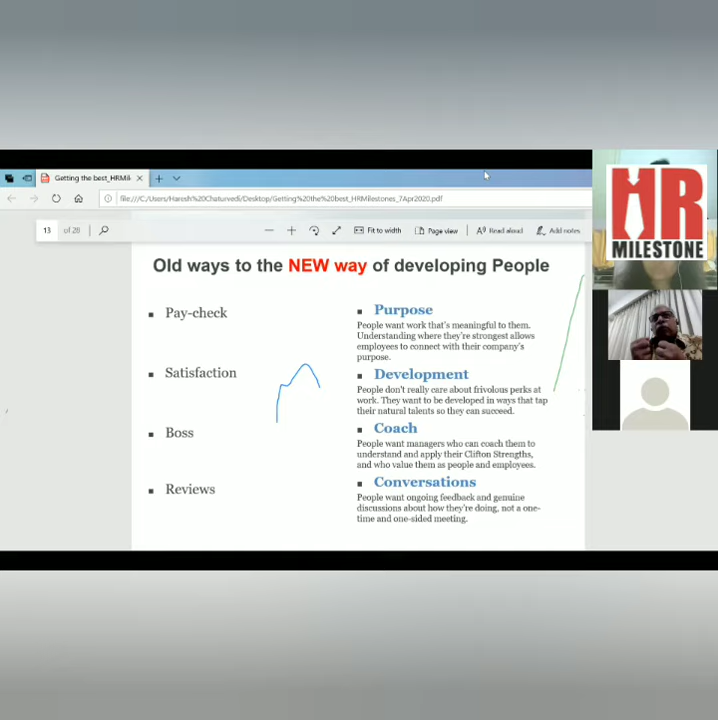 Getting the best_HRMil
file:///C:/Users/Haresh%20Chaturvedi/Desktop/Getting%20the%20best_HRMilestones_7Apr2020.pdf
13 of 28
Fit to width
Page view
Read aloud
Add notes
HR
MILESTONE
Old ways to the NEW way of developing People
Pay-check
Satisfaction
Boss
Reviews
Purpose
People want work that's meaningful to them.
Understanding where they're strongest allows
employees to connect with their company's
purpose.
Development
People don't really care about frivolous perks at
work. They want to be developed in ways that tap
their natural talents so they can succeed.
Coach
People want managers who can coach them to
understand and apply their Clifton Strengths,
and who value them as people and employees.
Conversations
People want ongoing feedback and genuine
discussions about how they're doing, not a one-
time and one-sided meeting.